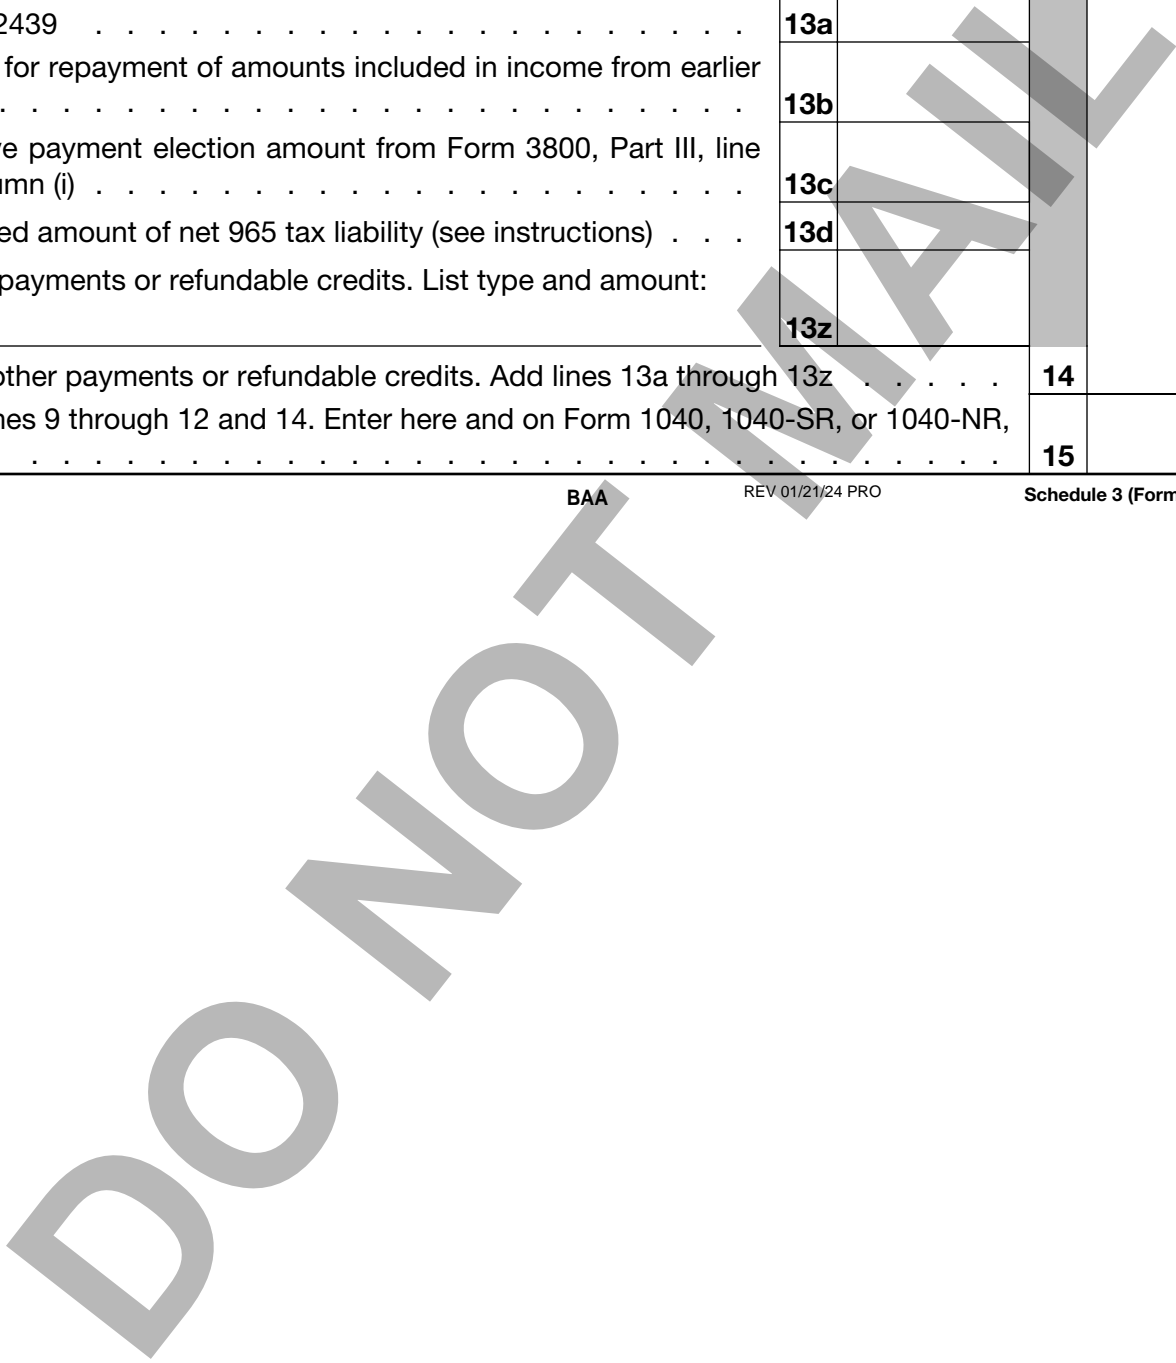 2439 . . . . . . . . . . . . . . . . . . . . . 13a
for repayment of amounts included in income from earlier
. . . . . . . . . . . . . . . . . . . . . . . . 13b
payment election amount from Form 3800, Part III, line
(i) . . . . . . . . . . . . . . . . . . . . . 13c
amount of net 965 tax liability (see instructions) . . . 13d
payments or refundable credits. List type and amount:
13z
other payments or refundable credits. Add lines 13a through 13z . . . . . 14
9 through 12 and 14. Enter here and on Form 1040, 1040-SR, or 1040-NR,
. . . . . . . . . . . . . . . . . . . . . . . . . . . . . . . 15
BAA REV 01/21/24 PRO Schedule 3 (Form
DO NOT MAIL